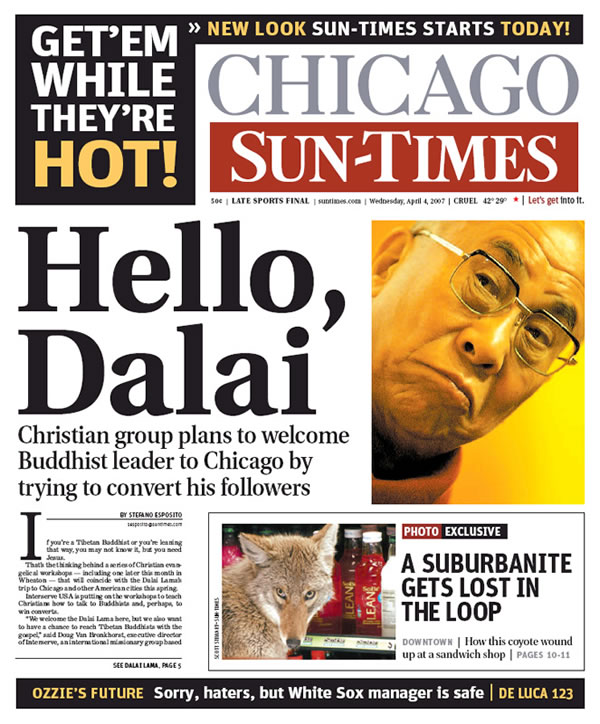 GET'EM
WHILE
THEY'RE
HOT!
» NEW LOOK SUN-TIMES STARTS TODAY!
CHICAGO
SUN-TIMES
50¢ | LATE SPORTS FINAL | suntimes.com | Wednesday, April 4, 2007 | CRUEL 42° 29° ★ | Let's get into it.
Hello,
Dalai
Christian group plans to welcome
Buddhist leader to Chicago by
trying to convert his followers
BY STEFANO ESPOSITO
sesposito@suntimes.com
If you're a Tibetan Buddhist or you're leaning
that way, you may not know it, but you need
Jesus.
That's the thinking behind a series of Christian evan-
gelical workshops — including one later this month in
Wheaton — that will coincide with the Dalai Lama's
trip to Chicago and other American cities this spring.
Interserve USA is putting on the workshops to teach
Christians how to talk to Buddhists and, perhaps, to
win converts.
"We welcome the Dalai Lama here, but we also want
to have a chance to reach Tibetan Buddhists with the
gospel," said Doug Van Bronkhorst, executive director
of Interserve, an international missionary group based
SEE DALAI LAMA, PAGE 5
SCOTT STEWART~SUN-TIMES
LEAN
LEAN
PHOTO EXCLUSIVE
A SUBURBANITE
GETS LOST IN
THE LOOP
DOWNTOWN | How this coyote wound
up at a sandwich shop | PAGES 10-11
OZZIE'S FUTURE Sorry, haters, but White Sox manager is safe | DE LUCA 123